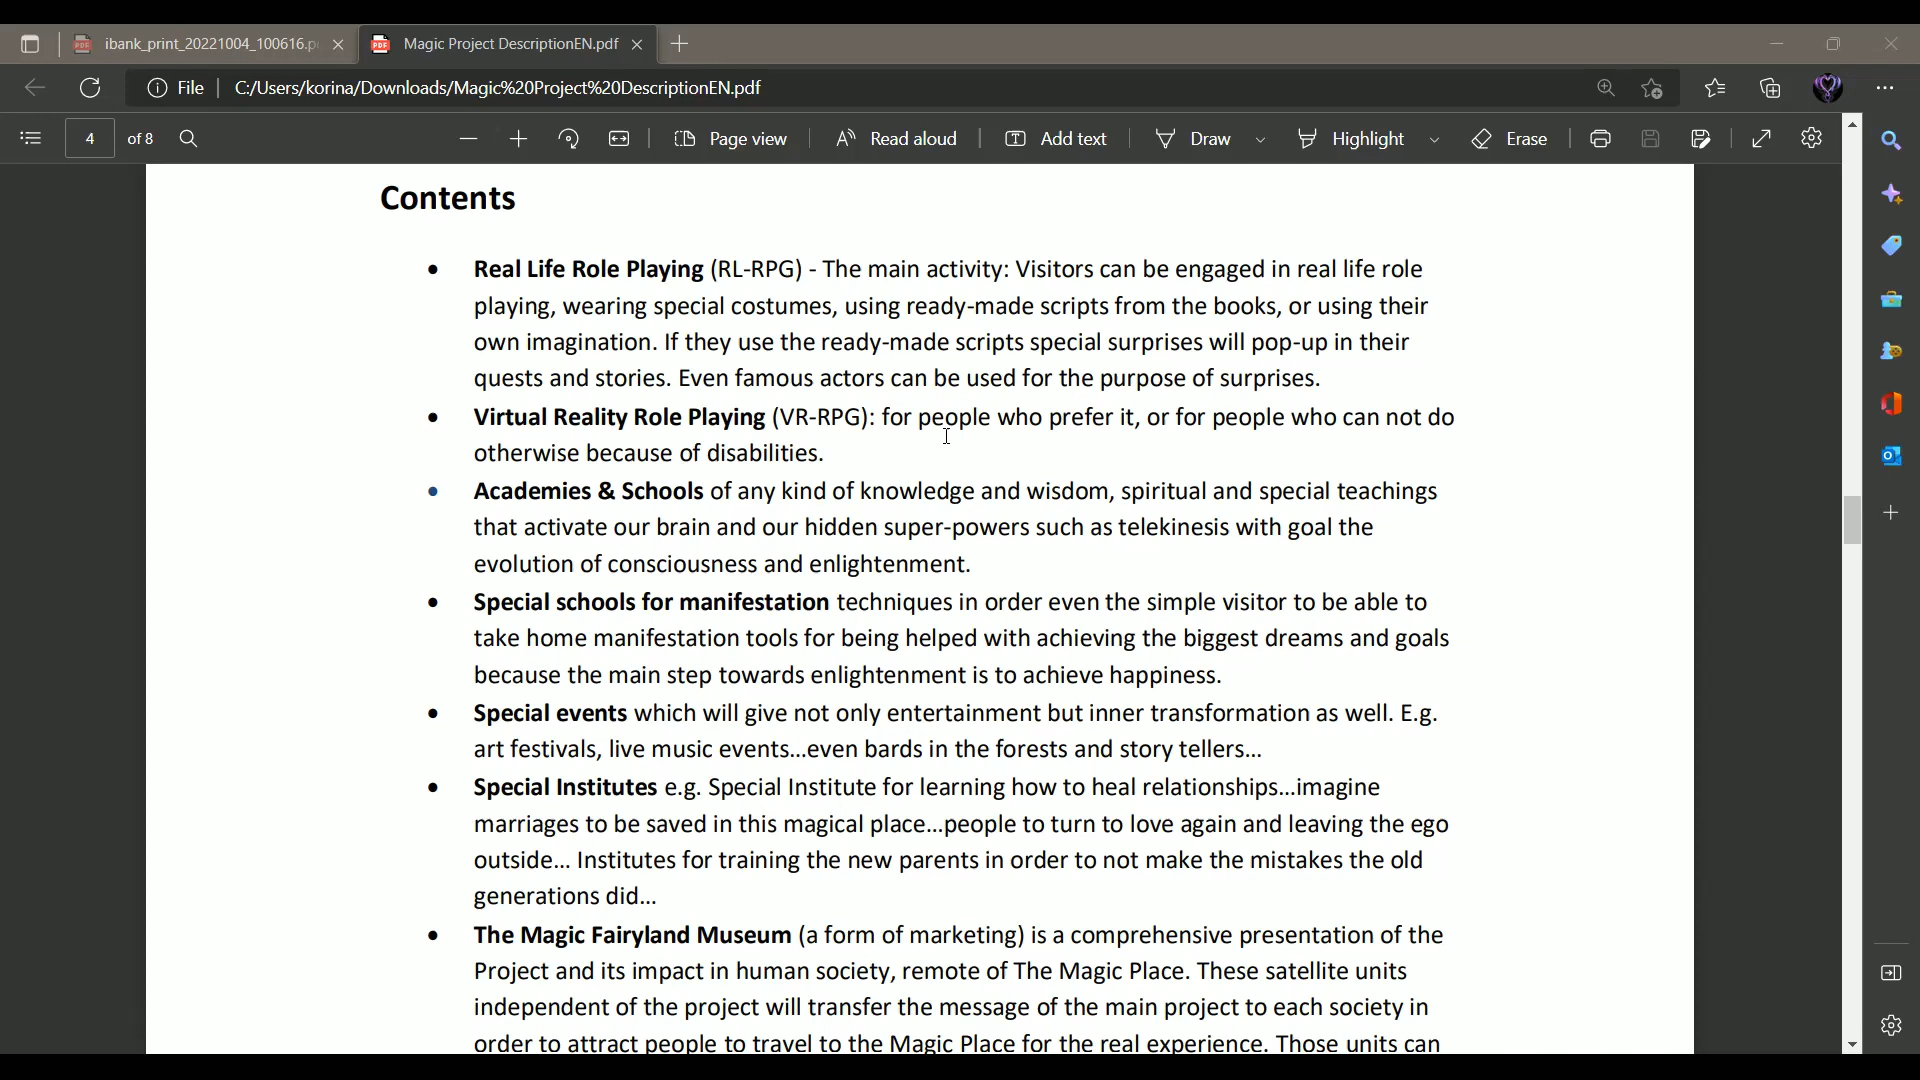 ibank_print_20221004_100616.p
Magic Project DescriptionEN.pdf
File
C:/Users/korina/Downloads/Magic%20Project%20DescriptionEN.pdf
4 of 8
Page view
Read aloud
Add text
Draw
Highlight
Erase
Contents
• Real Life Role Playing (RL-RPG) - The main activity: Visitors can be engaged in real life role
playing, wearing special costumes, using ready-made scripts from the books, or using their
own imagination. If they use the ready-made scripts special surprises will pop-up in their
quests and stories. Even famous actors can be used for the purpose of surprises.
• Virtual Reality Role Playing (VR-RPG): for people who prefer it, or for people who can not do
otherwise because of disabilities.
• Academies & Schools of any kind of knowledge and wisdom, spiritual and special teachings
that activate our brain and our hidden super-powers such as telekinesis with goal the
evolution of consciousness and enlightenment.
• Special schools for manifestation techniques in order even the simple visitor to be able to
take home manifestation tools for being helped with achieving the biggest dreams and goals
because the main step towards enlightenment is to achieve happiness.
• Special events which will give not only entertainment but inner transformation as well. E.g.
art festivals, live music events...even bards in the forests and story tellers...
• Special Institutes e.g. Special Institute for learning how to heal relationships...imagine
marriages to be saved in this magical place...people to turn to love again and leaving the ego
outside... Institutes for training the new parents in order to not make the mistakes the old
generations did...
• The Magic Fairyland Museum (a form of marketing) is a comprehensive presentation of the
Project and its impact in human society, remote of The Magic Place. These satellite units
independent of the project will transfer the message of the main project to each society in
order to attract people to travel to the Magic Place for the real experience. Those units can